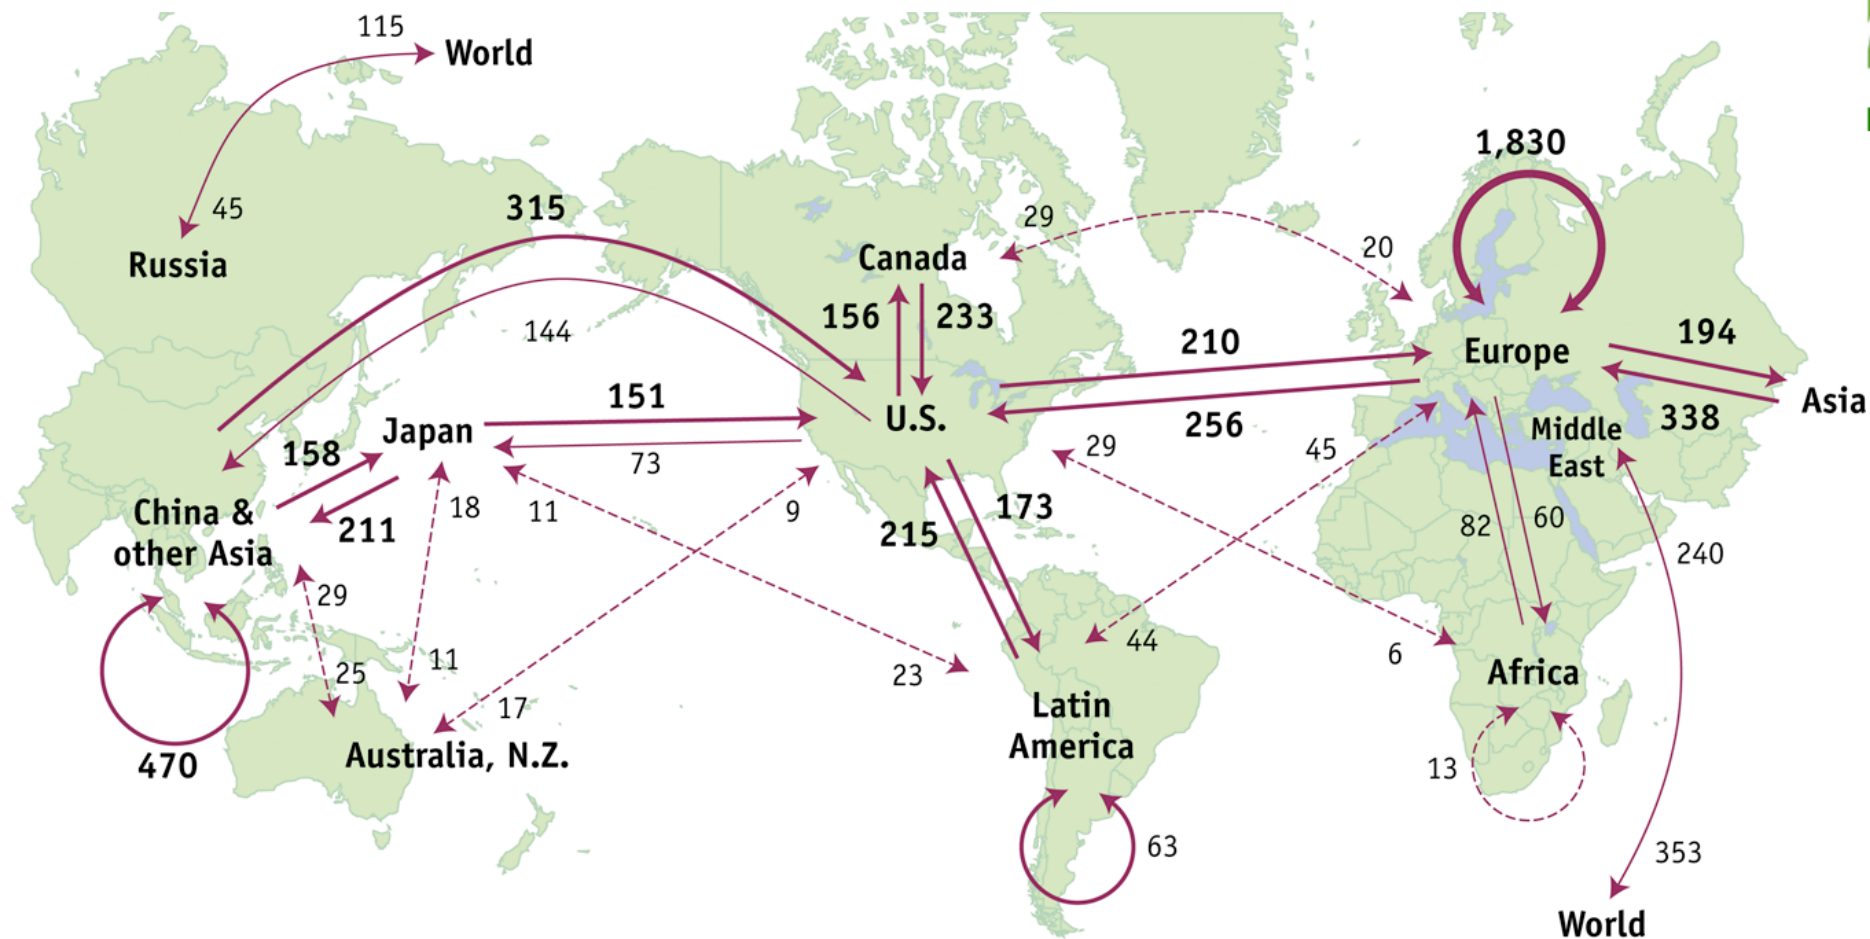 115
World
45
Russia
315
144
Canada
156
233
29
20
1,830
Europe
194
Asia
338
210
256
U.S.
Japan
151
73
158
211
China &
other Asia
18
11
9
29
25
11
17
23
470
Australia, N.Z.
215
173
29
45
44
6
Middle
East
82
60
240
Africa
13
Latin
America
63
353
World